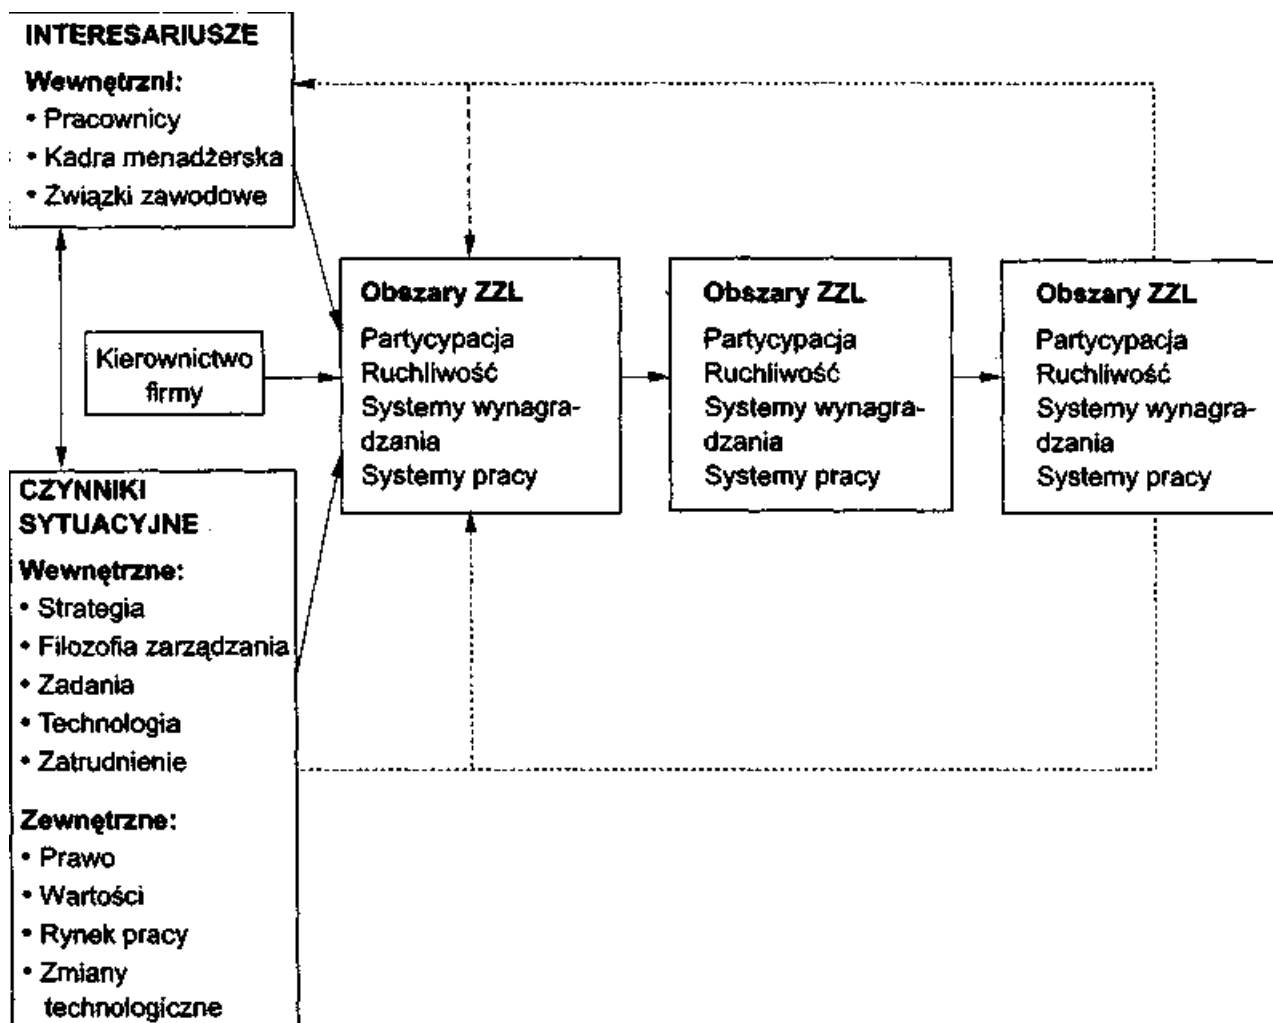 INTERESARIUSZE
Wewnętrzni:
• Pracownicy
• Kadra menadżerska
• Związki zawodowe
Kierownictwo
firmy
CZYNNIKI
SYTUACYJNE
Wewnętrzne:
• Strategia
• Filozofia zarządzania
• Zadania
• Technologia
• Zatrudnienie
Zewnętrzne:
• Prawo
• Wartości
• Rynek pracy
• Zmiany
technologiczne
Obszary ZZL
Partycypacja
Ruchliwość
Systemy wynagra-
dzania
Systemy pracy
Obszary ZZL
Partycypacja
Ruchliwość
Systemy wynagra-
dzania
Systemy pracy
Obszary ZZL
Partycypacja
Ruchliwość
Systemy wynagra-
dzania
Systemy pracy